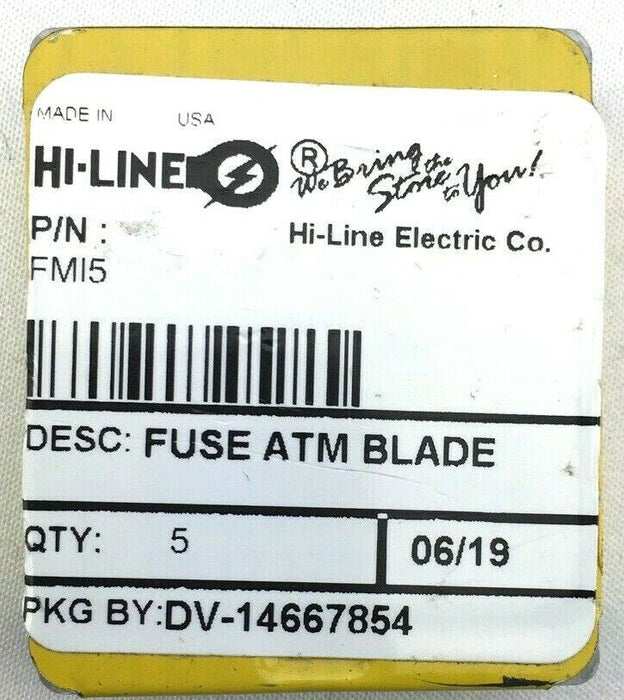 MADE IN USA
HI-LINE ® We Bring the Store to You!
P/N : Hi-Line Electric Co.
FMI5
DESC: FUSE ATM BLADE
QTY: 5 06/19
PKG BY:DV-14667854